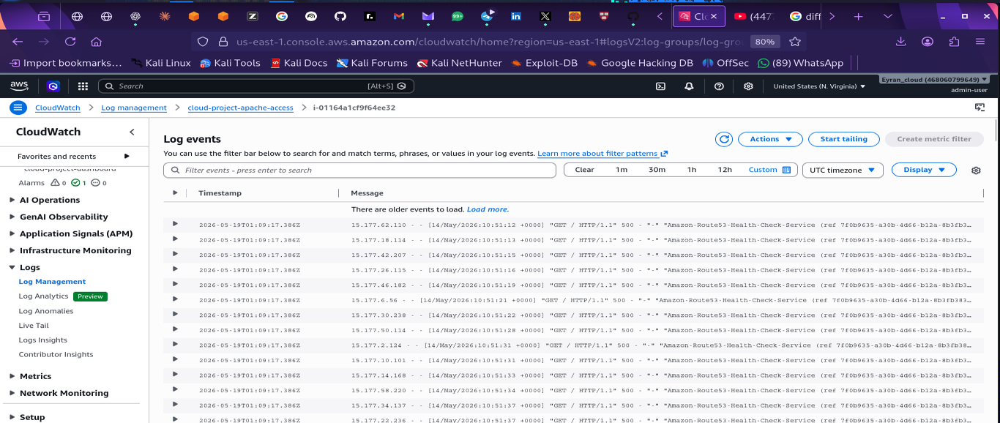 99+
Clo
(447
diff
us-east-1.console.aws.amazon.com/cloudwatch/home?region=us-east-1#logsV2:log-groups/log-gro
80%
Import bookmarks... Kali Linux Kali Tools Kali Docs Kali Forums Kali NetHunter Exploit-DB Google Hacking DB OffSec (89) WhatsApp
aws Search [Alt+S] United States (N. Virginia) Eyran_cloud (468060799649)
admin-user
CloudWatch > Log management > cloud-project-apache-access > i-01164a1cf9f64ee32
CloudWatch
Favorites and recents
cloud-project-dashboard
Alarms 0 1 0
AI Operations
GenAI Observability
Application Signals (APM)
Infrastructure Monitoring
Logs
Log Management
Log Analytics Preview
Log Anomalies
Live Tail
Logs Insights
Contributor Insights
Metrics
Network Monitoring
Setup
Log events
Actions
Start tailing
Create metric filter
You can use the filter bar below to search for and match terms, phrases, or values in your log events. Learn more about filter patterns
Filter events - press enter to search
Clear 1m 30m 1h 12h Custom UTC timezone Display
Timestamp Message
There are older events to load. Load more.
2026-05-19T01:09:17.386Z 15.177.62.110 - - [14/May/2026:10:51:12 +0000] "GET / HTTP/1.1" 500 - "-" "Amazon-Route53-Health-Check-Service (ref 7f0b9635-a30b-4d66-b12a-8b3fb3...
2026-05-19T01:09:17.386Z 15.177.18.114 - - [14/May/2026:10:51:13 +0000] "GET / HTTP/1.1" 500 - "-" "Amazon-Route53-Health-Check-Service (ref 7f0b9635-a30b-4d66-b12a-8b3fb3...
2026-05-19T01:09:17.386Z 15.177.42.207 - - [14/May/2026:10:51:15 +0000] "GET / HTTP/1.1" 500 - "-" "Amazon-Route53-Health-Check-Service (ref 7f0b9635-a30b-4d66-b12a-8b3fb3...
2026-05-19T01:09:17.386Z 15.177.26.115 - - [14/May/2026:10:51:16 +0000] "GET / HTTP/1.1" 500 - "-" "Amazon-Route53-Health-Check-Service (ref 7f0b9635-a30b-4d66-b12a-8b3fb3...
2026-05-19T01:09:17.386Z 15.177.46.182 - - [14/May/2026:10:51:19 +0000] "GET / HTTP/1.1" 500 - "-" "Amazon-Route53-Health-Check-Service (ref 7f0b9635-a30b-4d66-b12a-8b3fb3...
2026-05-19T01:09:17.386Z 15.177.6.56 - - [14/May/2026:10:51:21 +0000] "GET / HTTP/1.1" 500 - "-" "Amazon-Route53-Health-Check-Service (ref 7f0b9635-a30b-4d66-b12a-8b3fb383...
2026-05-19T01:09:17.386Z 15.177.30.238 - - [14/May/2026:10:51:22 +0000] "GET / HTTP/1.1" 500 - "-" "Amazon-Route53-Health-Check-Service (ref 7f0b9635-a30b-4d66-b12a-8b3fb3...
2026-05-19T01:09:17.386Z 15.177.50.114 - - [14/May/2026:10:51:28 +0000] "GET / HTTP/1.1" 500 - "-" "Amazon-Route53-Health-Check-Service (ref 7f0b9635-a30b-4d66-b12a-8b3fb3...
2026-05-19T01:09:17.386Z 15.177.2.124 - - [14/May/2026:10:51:31 +0000] "GET / HTTP/1.1" 500 - "-" "Amazon-Route53-Health-Check-Service (ref 7f0b9635-a30b-4d66-b12a-8b3fb38...
2026-05-19T01:09:17.386Z 15.177.10.101 - - [14/May/2026:10:51:31 +0000] "GET / HTTP/1.1" 500 - "-" "Amazon-Route53-Health-Check-Service (ref 7f0b9635-a30b-4d66-b12a-8b3fb3...
2026-05-19T01:09:17.386Z 15.177.14.168 - - [14/May/2026:10:51:33 +0000] "GET / HTTP/1.1" 500 - "-" "Amazon-Route53-Health-Check-Service (ref 7f0b9635-a30b-4d66-b12a-8b3fb3...
2026-05-19T01:09:17.386Z 15.177.58.220 - - [14/May/2026:10:51:34 +0000] "GET / HTTP/1.1" 500 - "-" "Amazon-Route53-Health-Check-Service (ref 7f0b9635-a30b-4d66-b12a-8b3fb3...
2026-05-19T01:09:17.386Z 15.177.34.137 - - [14/May/2026:10:51:37 +0000] "GET / HTTP/1.1" 500 - "-" "Amazon-Route53-Health-Check-Service (ref 7f0b9635-a30b-4d66-b12a-8b3fb3...
2026-05-19T01:09:17.386Z 15.177.22.236 - - [14/May/2026:10:51:37 +0000] "GET / HTTP/1.1" 500 - "-" "Amazon-Route53-Health-Check-Service (ref 7f0b9635-a30b-4d66-b12a-8b3fb3...